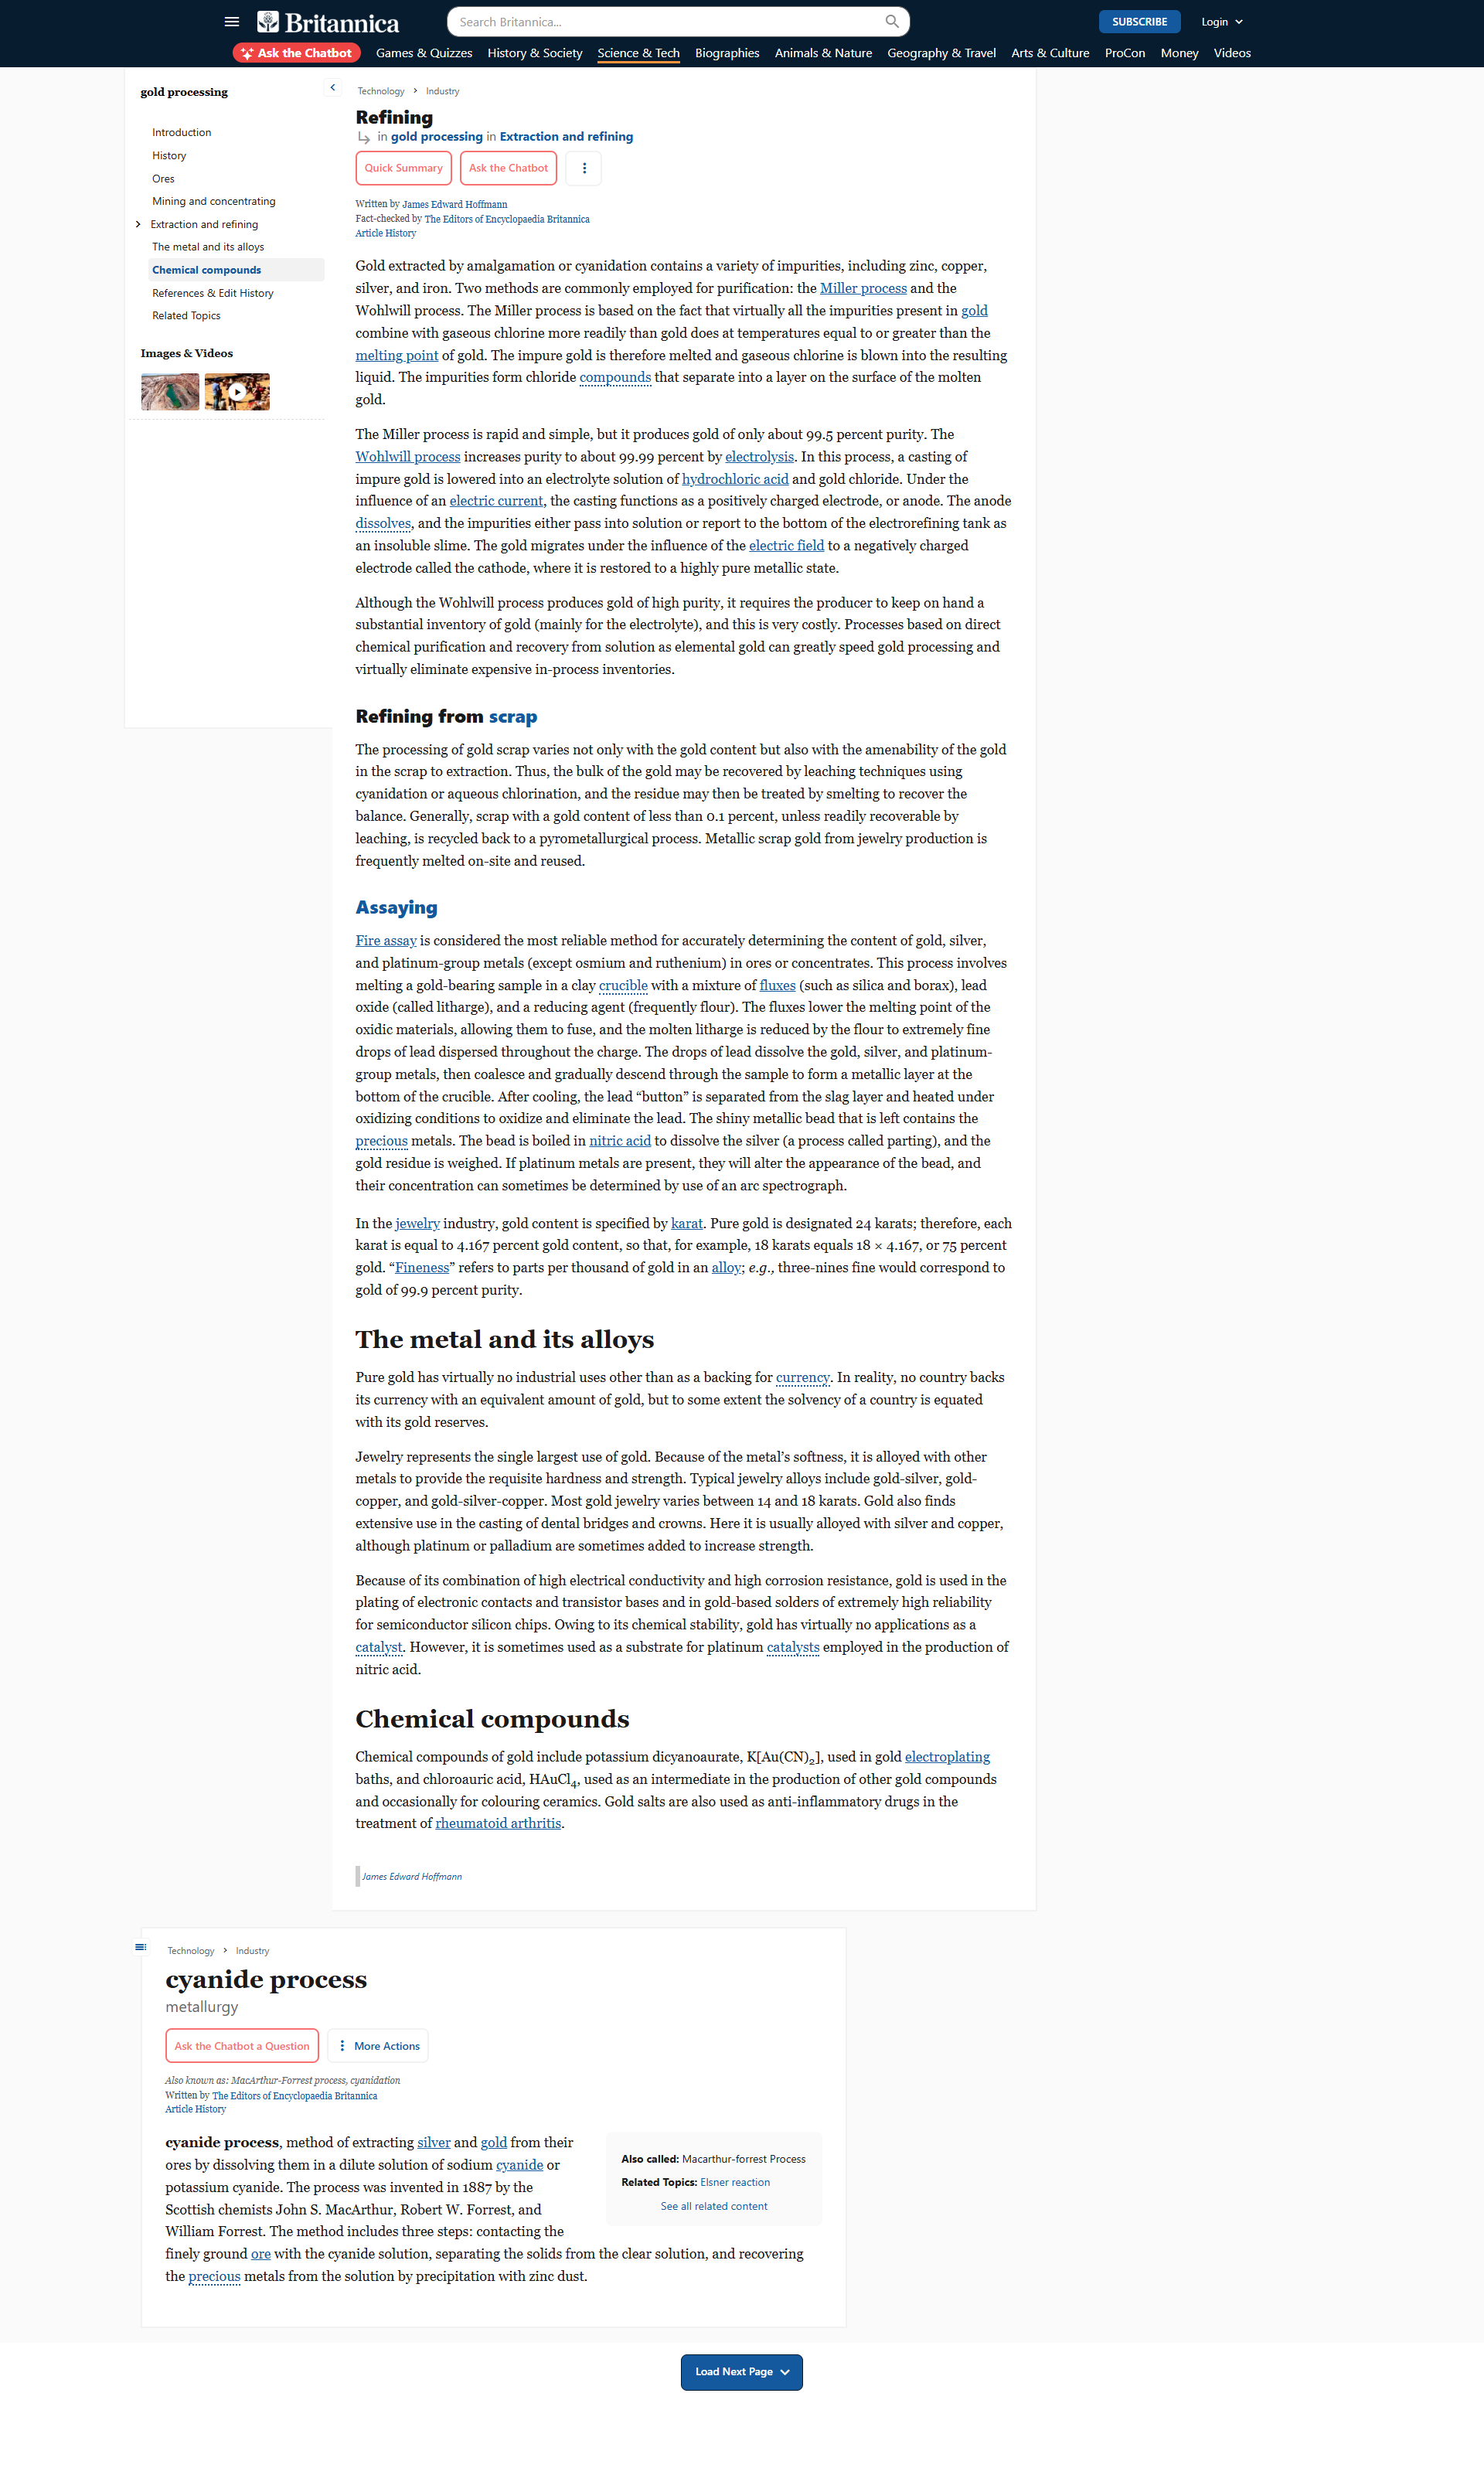 Britannica
Search Britannica...
SUBSCRIBE
Login
Ask the Chatbot
Games & Quizzes
History & Society
Science & Tech
Biographies
Animals & Nature
Geography & Travel
Arts & Culture
ProCon
Money
Videos
gold processing
Introduction
History
Ores
Mining and concentrating
Extraction and refining
The metal and its alloys
Chemical compounds
References & Edit History
Related Topics
Images & Videos
Technology > Industry
Refining
in gold processing in Extraction and refining
Quick Summary
Ask the Chatbot
Written by James Edward Hoffmann
Fact-checked by The Editors of Encyclopaedia Britannica
Article History
Gold extracted by amalgamation or cyanidation contains a variety of impurities, including zinc, copper,
silver, and iron. Two methods are commonly employed for purification: the Miller process and the
Wohlwill process. The Miller process is based on the fact that virtually all the impurities present in gold
combine with gaseous chlorine more readily than gold does at temperatures equal to or greater than the
melting point of gold. The impure gold is therefore melted and gaseous chlorine is blown into the resulting
liquid. The impurities form chloride compounds that separate into a layer on the surface of the molten
gold.
The Miller process is rapid and simple, but it produces gold of only about 99.5 percent purity. The
Wohlwill process increases purity to about 99.99 percent by electrolysis. In this process, a casting of
impure gold is lowered into an electrolyte solution of hydrochloric acid and gold chloride. Under the
influence of an electric current, the casting functions as a positively charged electrode, or anode. The anode
dissolves, and the impurities either pass into solution or report to the bottom of the electrorefining tank as
an insoluble slime. The gold migrates under the influence of the electric field to a negatively charged
electrode called the cathode, where it is restored to a highly pure metallic state.
Although the Wohlwill process produces gold of high purity, it requires the producer to keep on hand a
substantial inventory of gold (mainly for the electrolyte), and this is very costly. Processes based on direct
chemical purification and recovery from solution as elemental gold can greatly speed gold processing and
virtually eliminate expensive in-process inventories.
Refining from scrap
The processing of gold scrap varies not only with the gold content but also with the amenability of the gold
in the scrap to extraction. Thus, the bulk of the gold may be recovered by leaching techniques using
cyanidation or aqueous chlorination, and the residue may then be treated by smelting to recover the
balance. Generally, scrap with a gold content of less than 0.1 percent, unless readily recoverable by
leaching, is recycled back to a pyrometallurgical process. Metallic scrap gold from jewelry production is
frequently melted on-site and reused.
Assaying
Fire assay is considered the most reliable method for accurately determining the content of gold, silver,
and platinum-group metals (except osmium and ruthenium) in ores or concentrates. This process involves
melting a gold-bearing sample in a clay crucible with a mixture of fluxes (such as silica and borax), lead
oxide (called litharge), and a reducing agent (frequently flour). The fluxes lower the melting point of the
oxidic materials, allowing them to fuse, and the molten litharge is reduced by the flour to extremely fine
drops of lead dispersed throughout the charge. The drops of lead dissolve the gold, silver, and platinum-
group metals, then coalesce and gradually descend through the sample to form a metallic layer at the
bottom of the crucible. After cooling, the lead “button” is separated from the slag layer and heated under
oxidizing conditions to oxidize and eliminate the lead. The shiny metallic bead that is left contains the
precious metals. The bead is boiled in nitric acid to dissolve the silver (a process called parting), and the
gold residue is weighed. If platinum metals are present, they will alter the appearance of the bead, and
their concentration can sometimes be determined by use of an arc spectrograph.
In the jewelry industry, gold content is specified by karat. Pure gold is designated 24 karats; therefore, each
karat is equal to 4.167 percent gold content, so that, for example, 18 karats equals 18 × 4.167, or 75 percent
gold. “Fineness” refers to parts per thousand of gold in an alloy; e.g., three-nines fine would correspond to
gold of 99.9 percent purity.
The metal and its alloys
Pure gold has virtually no industrial uses other than as a backing for currency. In reality, no country backs
its currency with an equivalent amount of gold, but to some extent the solvency of a country is equated
with its gold reserves.
Jewelry represents the single largest use of gold. Because of the metal’s softness, it is alloyed with other
metals to provide the requisite hardness and strength. Typical jewelry alloys include gold-silver, gold-
copper, and gold-silver-copper. Most gold jewelry varies between 14 and 18 karats. Gold also finds
extensive use in the casting of dental bridges and crowns. Here it is usually alloyed with silver and copper,
although platinum or palladium are sometimes added to increase strength.
Because of its combination of high electrical conductivity and high corrosion resistance, gold is used in the
plating of electronic contacts and transistor bases and in gold-based solders of extremely high reliability
for semiconductor silicon chips. Owing to its chemical stability, gold has virtually no applications as a
catalyst. However, it is sometimes used as a substrate for platinum catalysts employed in the production of
nitric acid.
Chemical compounds
Chemical compounds of gold include potassium dicyanoaurate, K[Au(CN)₂], used in gold electroplating
baths, and chloroauric acid, HAuCl₄, used as an intermediate in the production of other gold compounds
and occasionally for colouring ceramics. Gold salts are also used as anti-inflammatory drugs in the
treatment of rheumatoid arthritis.
James Edward Hoffmann
Technology > Industry
cyanide process
metallurgy
Ask the Chatbot a Question
More Actions
Also known as: MacArthur-Forrest process, cyanidation
Written by The Editors of Encyclopaedia Britannica
Article History
cyanide process, method of extracting silver and gold from their
ores by dissolving them in a dilute solution of sodium cyanide or
potassium cyanide. The process was invented in 1887 by the
Scottish chemists John S. MacArthur, Robert W. Forrest, and
William Forrest. The method includes three steps: contacting the
finely ground ore with the cyanide solution, separating the solids from the clear solution, and recovering
the precious metals from the solution by precipitation with zinc dust.
Also called: Macarthur-forrest Process
Related Topics: Elsner reaction
See all related content
Load Next Page